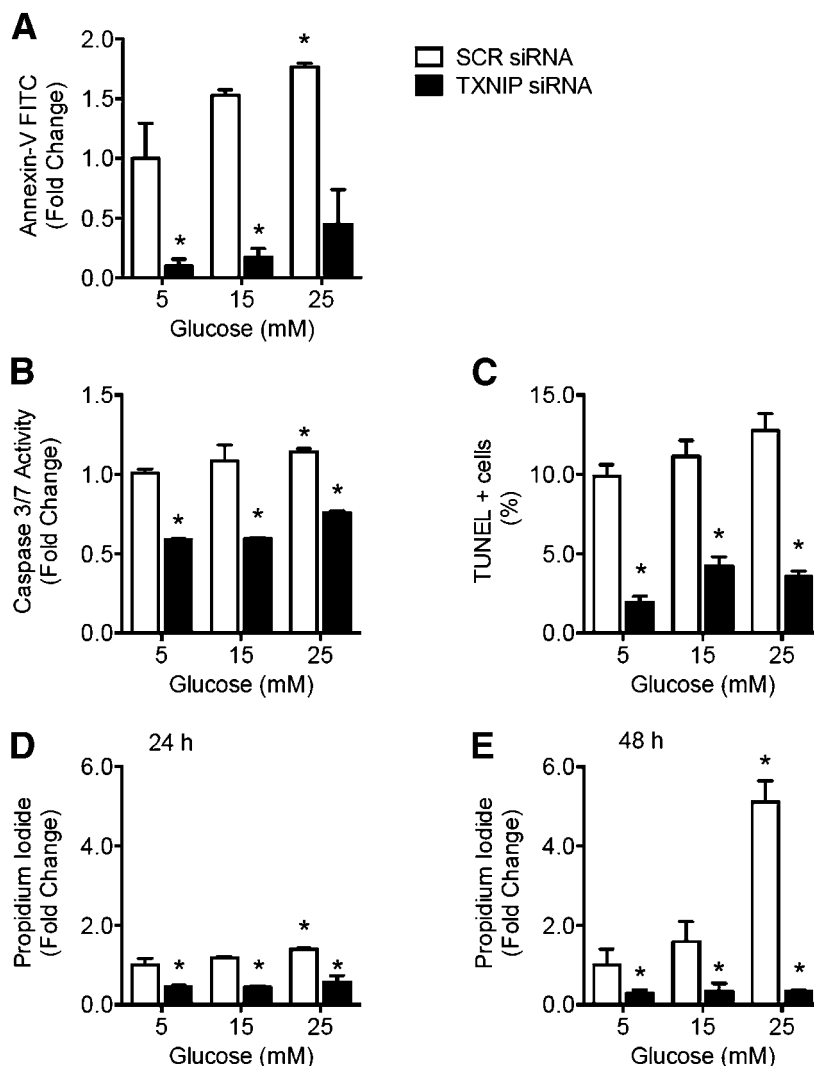 A
SCR siRNA
TXNIP siRNA
Annexin-V FITC
(Fold Change)
2.0
1.5
1.0
0.5
0.0
*
*
*
5 15 25
Glucose (mM)
B
Caspase 3/7 Activity
(Fold Change)
1.5
1.0
0.5
0.0
*
*
*
*
5 15 25
Glucose (mM)
C
TUNEL + cells
(%)
15.0
10.0
5.0
0.0
*
*
*
5 15 25
Glucose (mM)
D
24 h
Propidium Iodide
(Fold Change)
6.0
4.0
2.0
0.0
*
*
*
*
5 15 25
Glucose (mM)
E
48 h
Propidium Iodide
(Fold Change)
6.0
4.0
2.0
0.0
*
*
*
*
5 15 25
Glucose (mM)